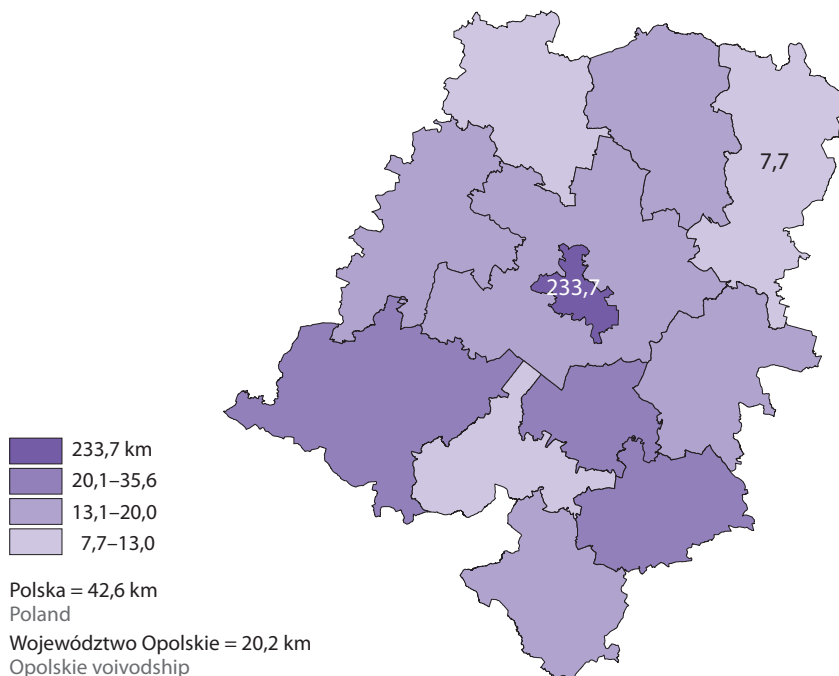 7,7
233,7
233,7 km
20,1–35,6
13,1–20,0
7,7–13,0
Polska = 42,6 km
Poland
Województwo Opolskie = 20,2 km
Opolskie voivodship